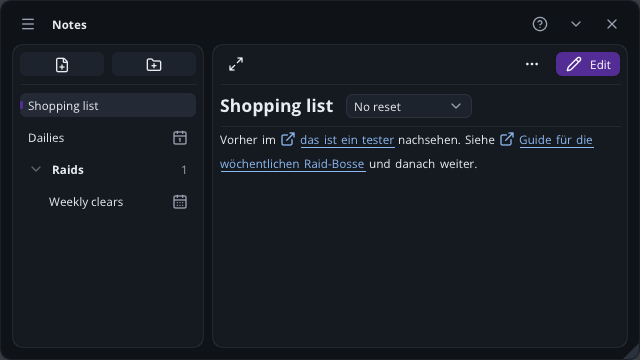 Notes
Edit
Shopping list
Shopping list
No reset
Dailies
Raids
1
Weekly clears
Vorher im das ist ein tester nachsehen. Siehe Guide für die
wöchentlichen Raid-Bosse und danach weiter.